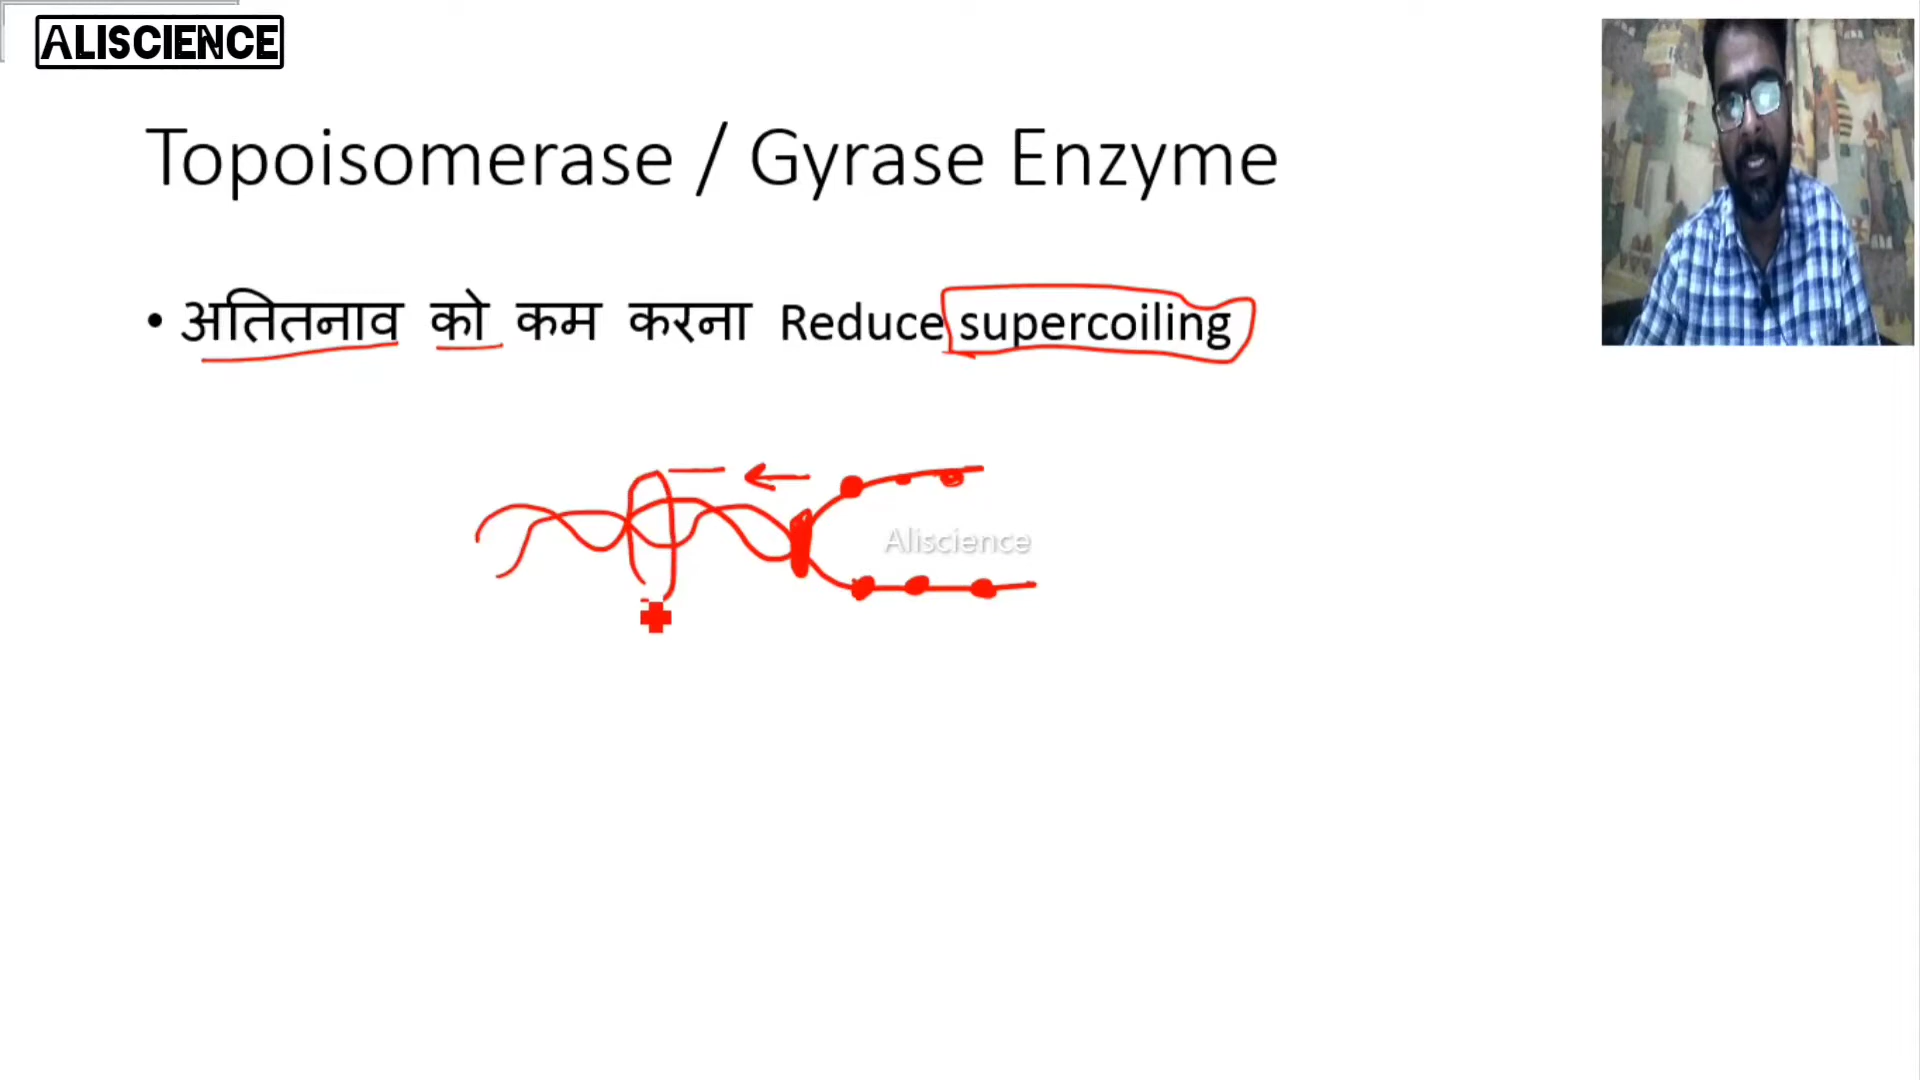 ALISCIENCE
Topoisomerase / Gyrase Enzyme
• अतितनाव को कम करना Reduce supercoiling
Aliscience